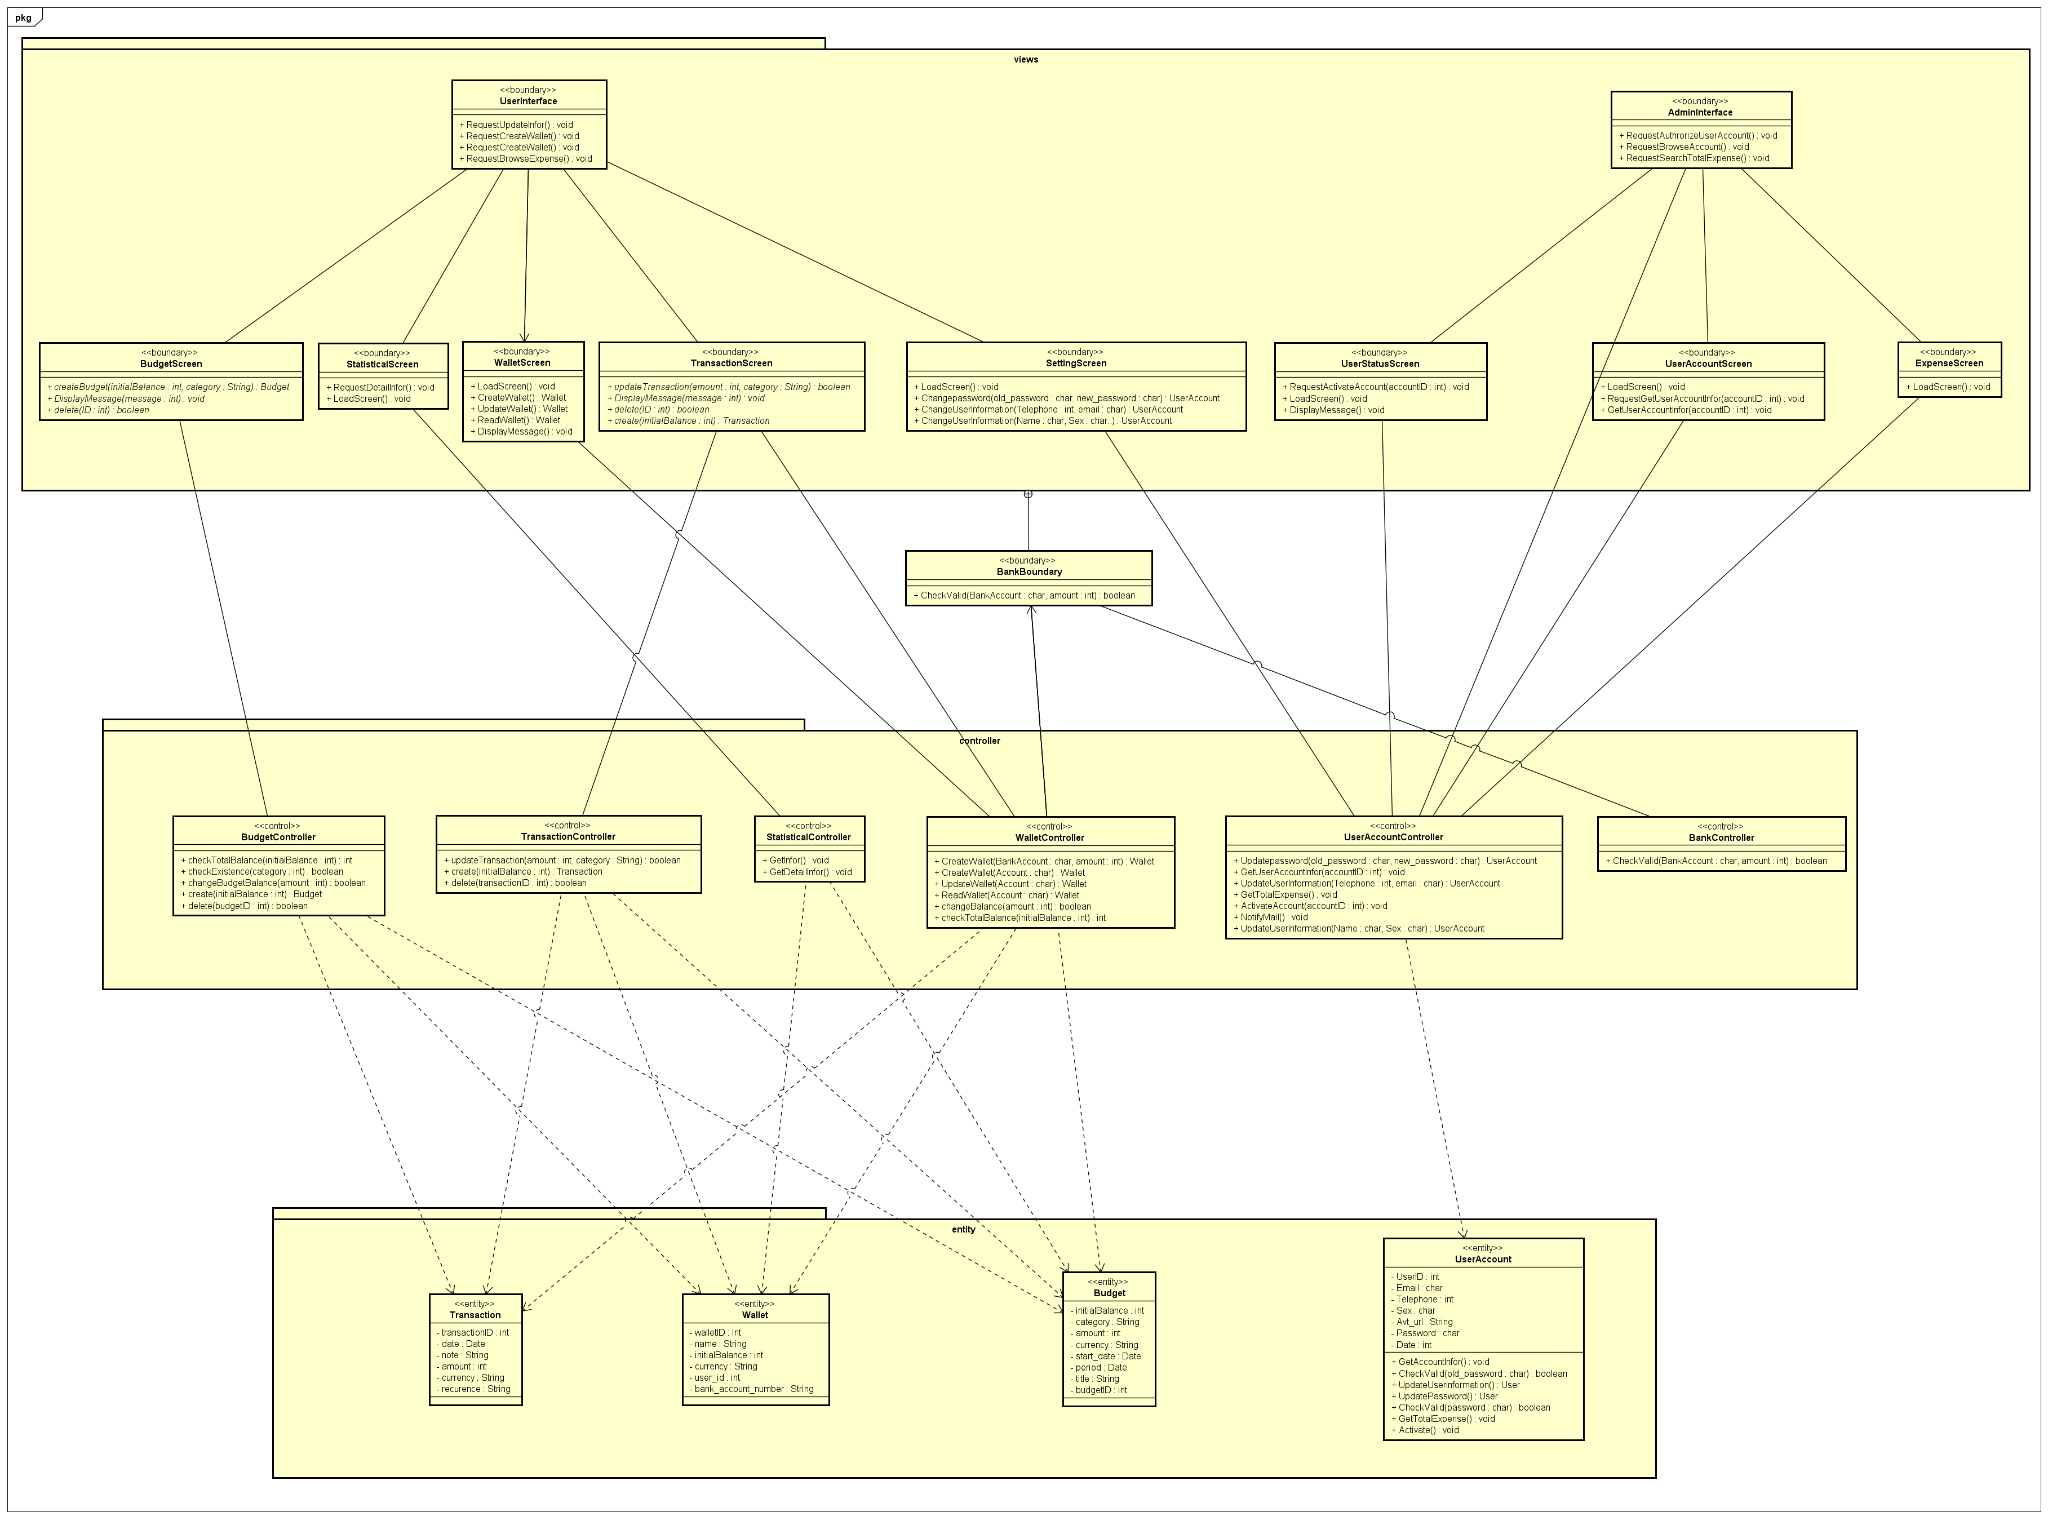 pkg
views
<<boundary>>
UserInterface
+ RequestUpdateInfor() : void
+ RequestCreateWallet() : void
+ RequestCreateWallet() : void
+ RequestBrowseExpense() : void
<<boundary>>
AdminInterface
+ RequestAuthrorizeUserAccount() : void
+ RequestBrowseAccount() : void
+ RequestSearchTotalExpense() : void
<<boundary>>
BudgetScreen
+ createBudget(initialBalance : int, category : String) : Budget
+ DisplayMessage(message : int) : void
+ delete(ID : int) : boolean
<<boundary>>
StatisticalScreen
+ RequestDetailInfor() : void
+ LoadScreen() : void
<<boundary>>
WalletScreen
+ LoadScreen() : void
+ CreateWallet() : Wallet
+ UpdateWallet() : Wallet
+ ReadWallet() : Wallet
+ DisplayMessage() : void
<<boundary>>
TransactionScreen
+ updateTransaction(amount : int, category : String) : boolean
+ DisplayMessage(message : int) : void
+ delete(ID : int) : boolean
+ create(initialBalance : int) : Transaction
<<boundary>>
SettingScreen
+ LoadScreen() : void
+ Changepassword(old_password : char, new_password : char) : UserAccount
+ ChangeUserInformation(Telephone : int, email : char) : UserAccount
+ ChangeUserInformation(Name : char, Sex : char, ) : UserAccount
<<boundary>>
UserStatusScreen
+ RequestActivateAccount(accountID : int) : void
+ LoadScreen() : void
+ DisplayMessage() : void
<<boundary>>
UserAccountScreen
+ LoadScreen() : void
+ RequestGetUserAccountInfor(accountID : int) : void
+ GetUserAccountInfor(accountID : int) : void
<<boundary>>
ExpenseScreen
+ LoadScreen() : void
<<boundary>>
BankBoundary
+ CheckValid(BankAccount : char, amount : int) : boolean
controller
<<control>>
BudgetController
+ checkTotalBalance(initialBalance : int) : int
+ checkExistence(category : int) : boolean
+ changeBudgetBalance(amount : int) : boolean
+ create(initialBalance : int) : Budget
+ delete(budgetID : int) : boolean
<<control>>
TransactionController
+ updateTransaction(amount : int, category : String) : boolean
+ create(initialBalance : int) : Transaction
+ delete(transactionID : int) : boolean
<<control>>
StatisticalController
+ GetInfor() : void
+ GetDetailInfor() : void
<<control>>
WalletController
+ CreateWallet(BankAccount : char, amount : int) : Wallet
+ CreateWallet(Account : char) : Wallet
+ UpdateWallet(Account : char) : Wallet
+ ReadWallet(Account : char) : Wallet
+ changeBalance(amount : int) : boolean
+ checkTotalBalance(initialBalance : int) : int
<<control>>
UserAccountController
+ Updatepassword(old_password : char, new_password : char) : UserAccount
+ GetUserAccountInfor(accountID : int) : void
+ UpdateUserInformation(Telephone : int, email : char) : UserAccount
+ GetTotalExpense() : void
+ ActivateAccount(accountID : int) : void
+ NotifyMail() : void
+ UpdateUserInformation(Name : char, Sex : char) : UserAccount
<<control>>
BankController
+ CheckValid(BankAccount : char, amount : int) : boolean
entity
<<entity>>
Transaction
- transactionID : int
- date : Date
- note : String
- amount : int
- currency : String
- recurence : String
<<entity>>
Wallet
- walletID : int
- name : String
- initialBalance : int
- currency : String
- user_id : int
- bank_account_number : String
<<entity>>
Budget
- initialBalance : int
- category : String
- amount : int
- currency : String
- start_date : Date
- period : Date
- title : String
- budgetID : int
<<entity>>
UserAccount
- UserID : int
- Email : char
- Telephone : int
- Sex : char
- Avt_url : String
- Password : char
- Date : int
+ GetAccountInfor() : void
+ CheckValid(old_password : char) : boolean
+ UpdateUserInformation() : User
+ UpdatePassword() : User
+ CheckValid(password : char) : boolean
+ GetTotalExpense() : void
+ Activate() : void